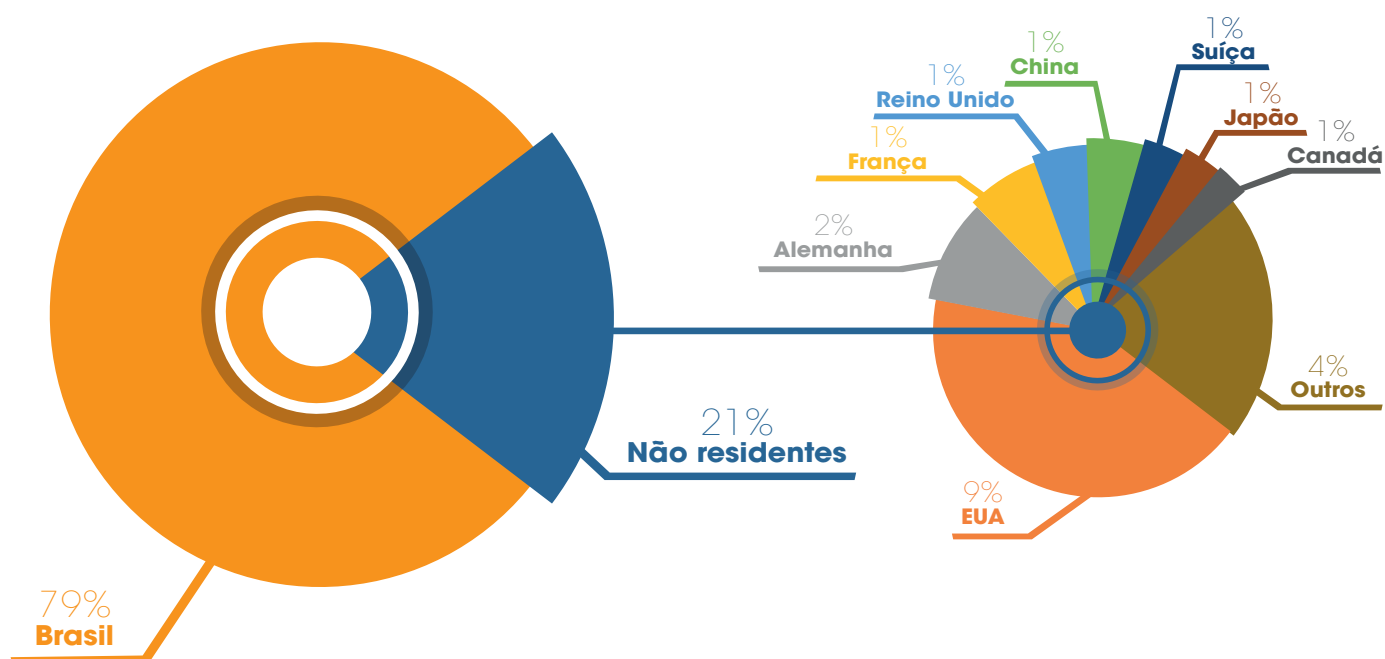 79%
Brasil
21%
Não residentes
9%
EUA
2%
Alemanha
1%
França
1%
Reino Unido
1%
China
1%
Suíça
1%
Japão
1%
Canadá
4%
Outros